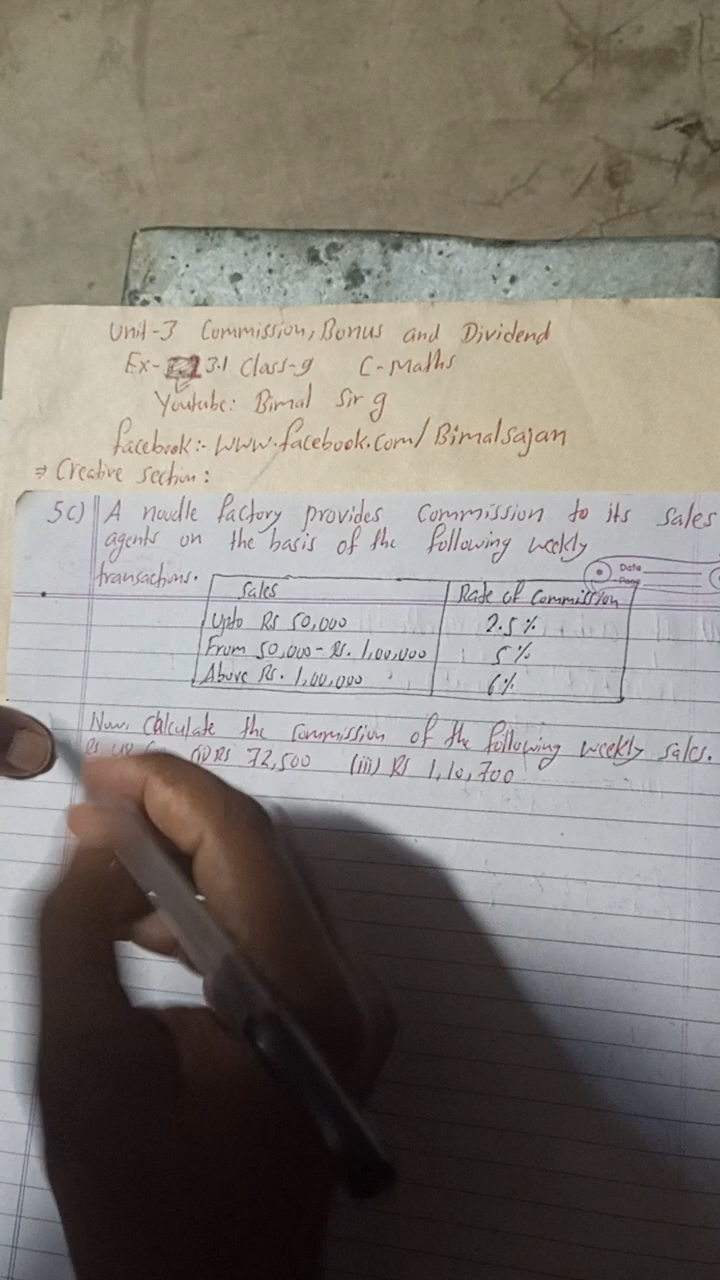 Unit-3 Commission, Bonus and Dividend
Ex- 3.1 Class-9 C-Maths
Youtube: Bimal Sir g
facebook:- www.facebook.com/Bimalsajan
⇒ Creative section:
5c) A noodle factory provides commission to its sales
agents on the basis of the following weekly
transactions.
Date
Page
Sales Rate of Commission
Upto RS 50,000 2.5%
From 50,000 - Rs. 1,00,000 5%
Above Rs. 1,00,000 6%
Now, calculate the commission of the following weekly sales.
(ii) RS 72,500 (iii) RS 1,10,700